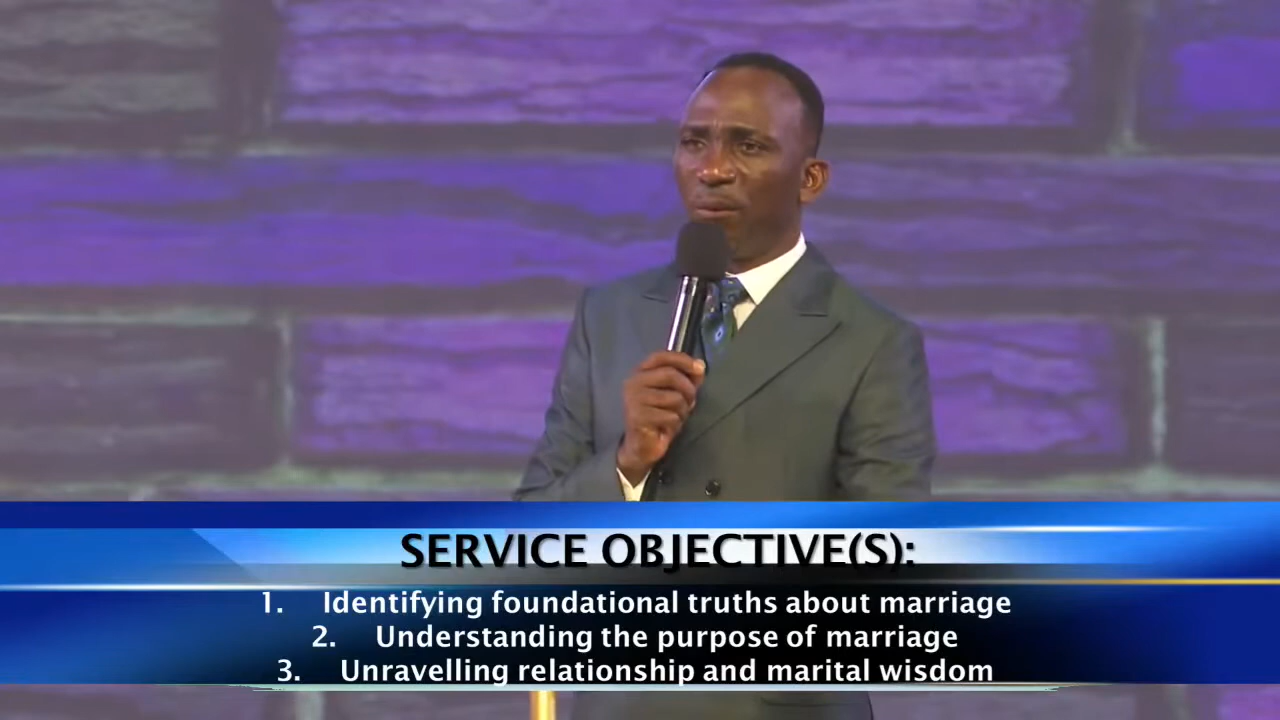 SERVICE OBJECTIVE(S):
1. Identifying foundational truths about marriage
2. Understanding the purpose of marriage
3. Unravelling relationship and marital wisdom